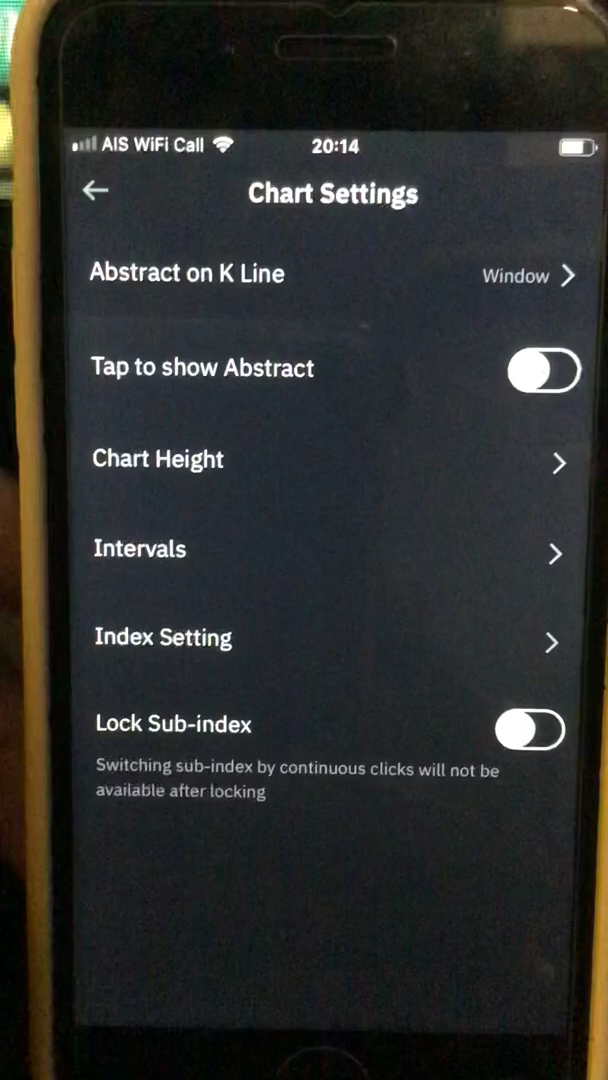 AIS WiFi Call
20:14
Chart Settings
Abstract on K Line
Window
Tap to show Abstract
Chart Height
Intervals
Index Setting
Lock Sub-index
Switching sub-index by continuous clicks will not be
available after locking